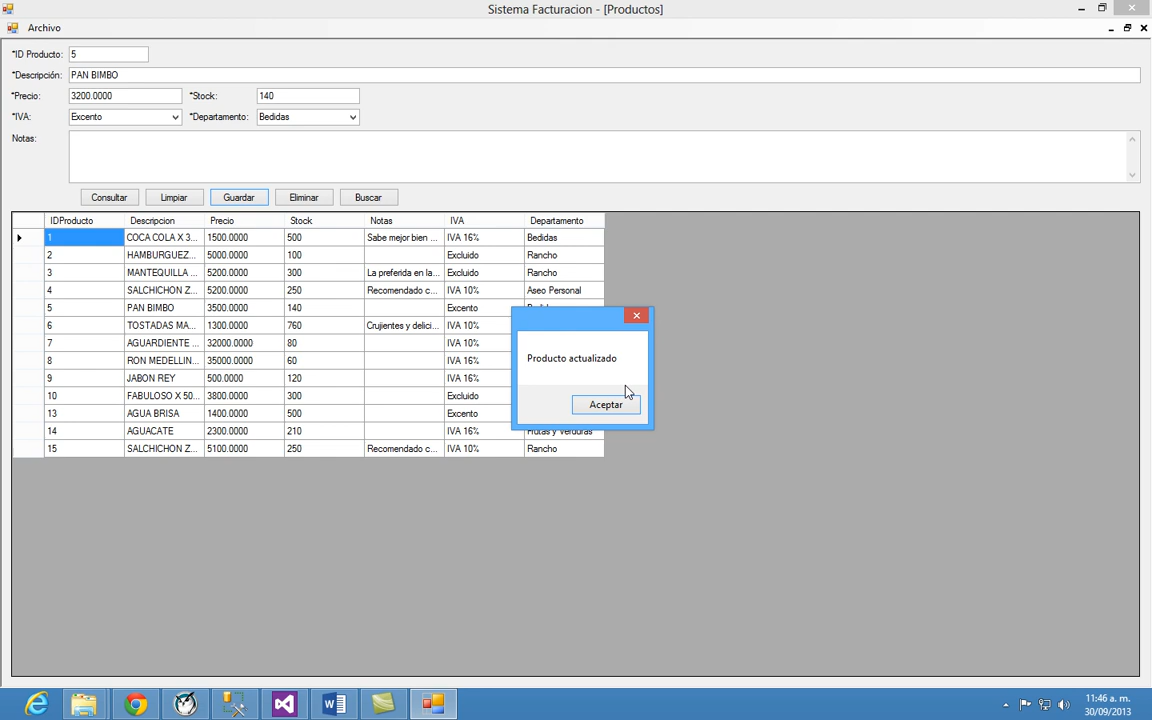 Sistema Facturacion - [Productos]
Archivo
*ID Producto: 5
*Descripción: PAN BIMBO
*Precio: 3200.0000 *Stock: 140
*IVA: Excento *Departamento: Bedidas
Notas:
Consultar Limpiar Guardar Eliminar Buscar
IDProducto Descripcion Precio Stock Notas IVA Departamento
1 COCA COLA X 3... 1500.0000 500 Sabe mejor bien ... IVA 16% Bedidas
2 HAMBURGUEZ... 5000.0000 100 Excluido Rancho
3 MANTEQUILLA ... 5200.0000 300 La preferida en la... Excluido Rancho
4 SALCHICHON Z... 5200.0000 250 Recomendado c... IVA 10% Aseo Personal
5 PAN BIMBO 3500.0000 140 Excento
6 TOSTADAS MA... 1300.0000 760 Crujientes y delici... IVA 10%
7 AGUARDIENTE ... 32000.0000 80 IVA 10%
8 RON MEDELLIN... 35000.0000 60 IVA 16%
9 JABON REY 500.0000 120 IVA 16%
10 FABULOSO X 50... 3800.0000 300 Excluido
13 AGUA BRISA 1400.0000 500 Excento
14 AGUACATE 2300.0000 210 IVA 16% Frutas y Verduras
15 SALCHICHON Z... 5100.0000 250 Recomendado c... IVA 10% Rancho
Producto actualizado
Aceptar
11:46 a. m.
30/09/2013